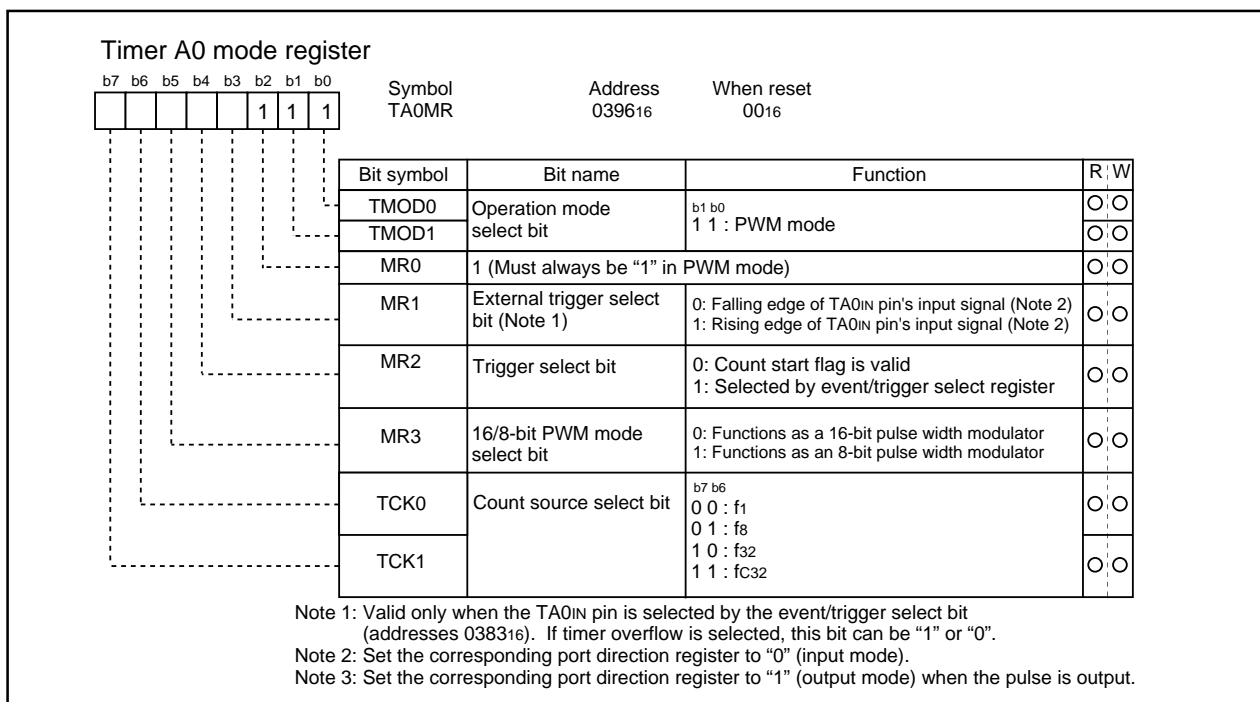 Timer A0 mode register
b7 b6 b5 b4 b3 b2 b1 b0
1 1 1
Symbol Address When reset
TA0MR 039616 0016
Bit symbol Bit name Function R W
TMOD0 Operation mode select bit b1 b0
TMOD1 1 1 : PWM mode
MR0 1 (Must always be “1” in PWM mode)
MR1 External trigger select bit (Note 1) 0: Falling edge of TA0IN pin's input signal (Note 2)
1: Rising edge of TA0IN pin's input signal (Note 2)
MR2 Trigger select bit 0: Count start flag is valid
1: Selected by event/trigger select register
MR3 16/8-bit PWM mode select bit 0: Functions as a 16-bit pulse width modulator
1: Functions as an 8-bit pulse width modulator
TCK0 Count source select bit b7 b6
0 0 : f1
0 1 : f8
TCK1 1 0 : f32
1 1 : fC32
Note 1: Valid only when the TA0IN pin is selected by the event/trigger select bit
(addresses 038316). If timer overflow is selected, this bit can be “1” or “0”.
Note 2: Set the corresponding port direction register to “0” (input mode).
Note 3: Set the corresponding port direction register to “1” (output mode) when the pulse is output.